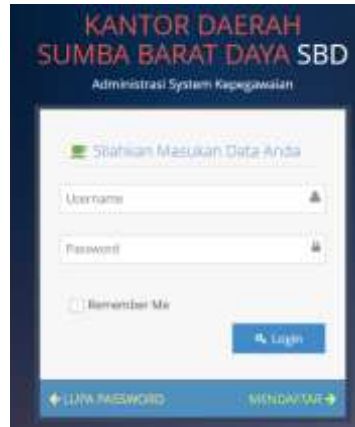 KANTOR DAERAH
SUMBA BARAT DAYA SBD
Administrasi System Kepegawaian
Silahkan Masukan Data Anda
Username
Password
Remember Me
Login
LUPA PASSWORD
MENDAFTAR